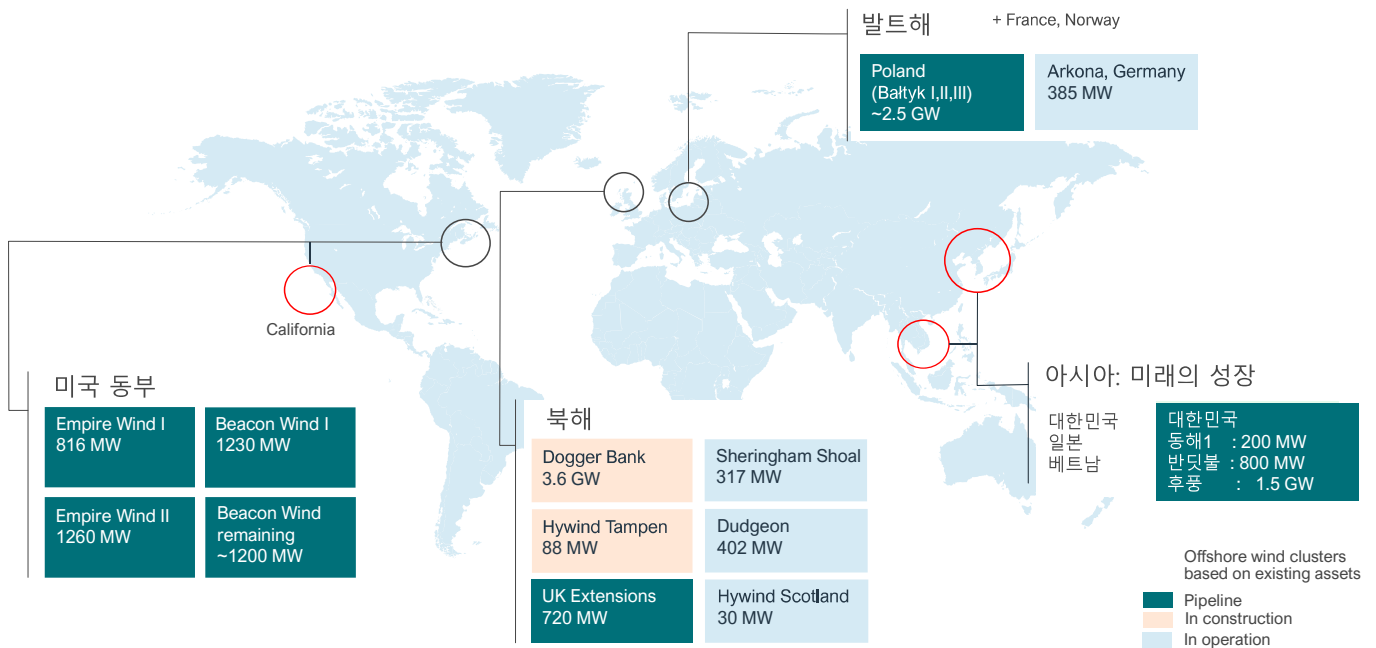 발트해
+ France, Norway
Poland
(Bałtyk I,II,III)
~2.5 GW
Arkona, Germany
385 MW
California
미국 동부
Empire Wind I
816 MW
Beacon Wind I
1230 MW
Empire Wind II
1260 MW
Beacon Wind
remaining
~1200 MW
북해
Dogger Bank
3.6 GW
Sheringham Shoal
317 MW
Hywind Tampen
88 MW
Dudgeon
402 MW
UK Extensions
720 MW
Hywind Scotland
30 MW
아시아: 미래의 성장
대한민국
일본
베트남
대한민국
동해1 : 200 MW
반딧불 : 800 MW
후풍 : 1.5 GW
Offshore wind clusters
based on existing assets
Pipeline
In construction
In operation